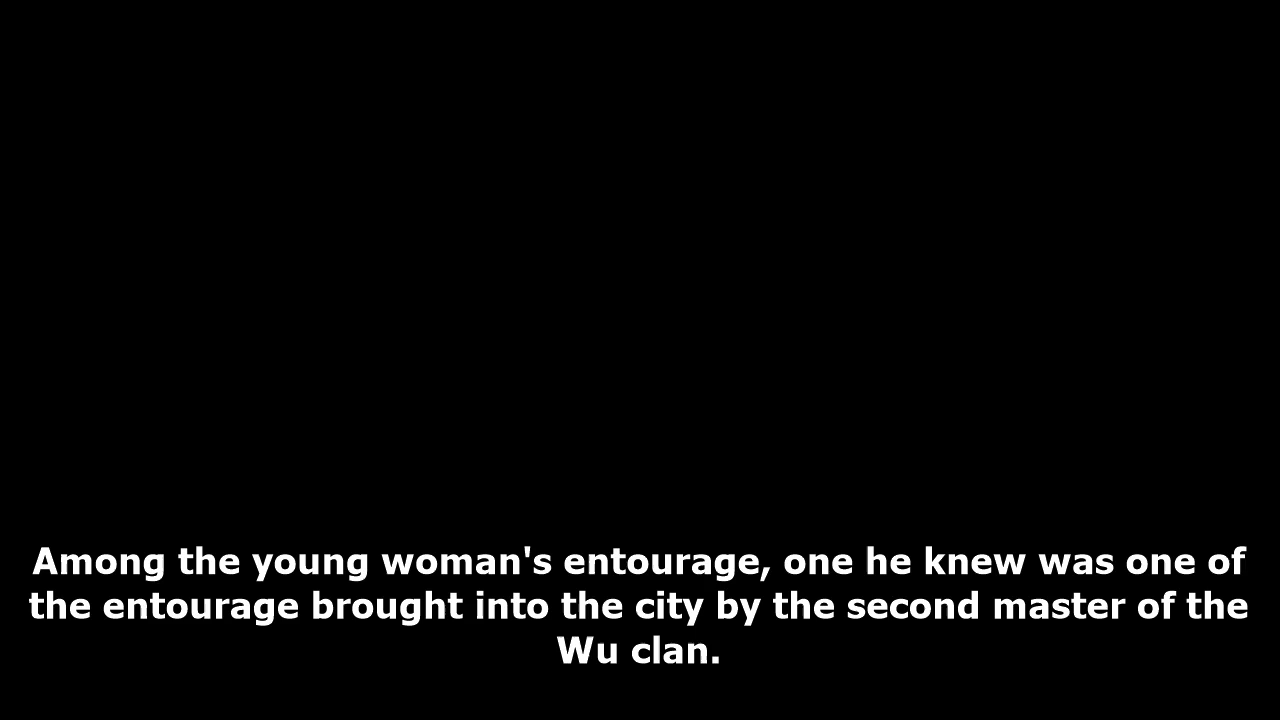 Among the young woman's entourage, one he knew was one of
the entourage brought into the city by the second master of the
Wu clan.